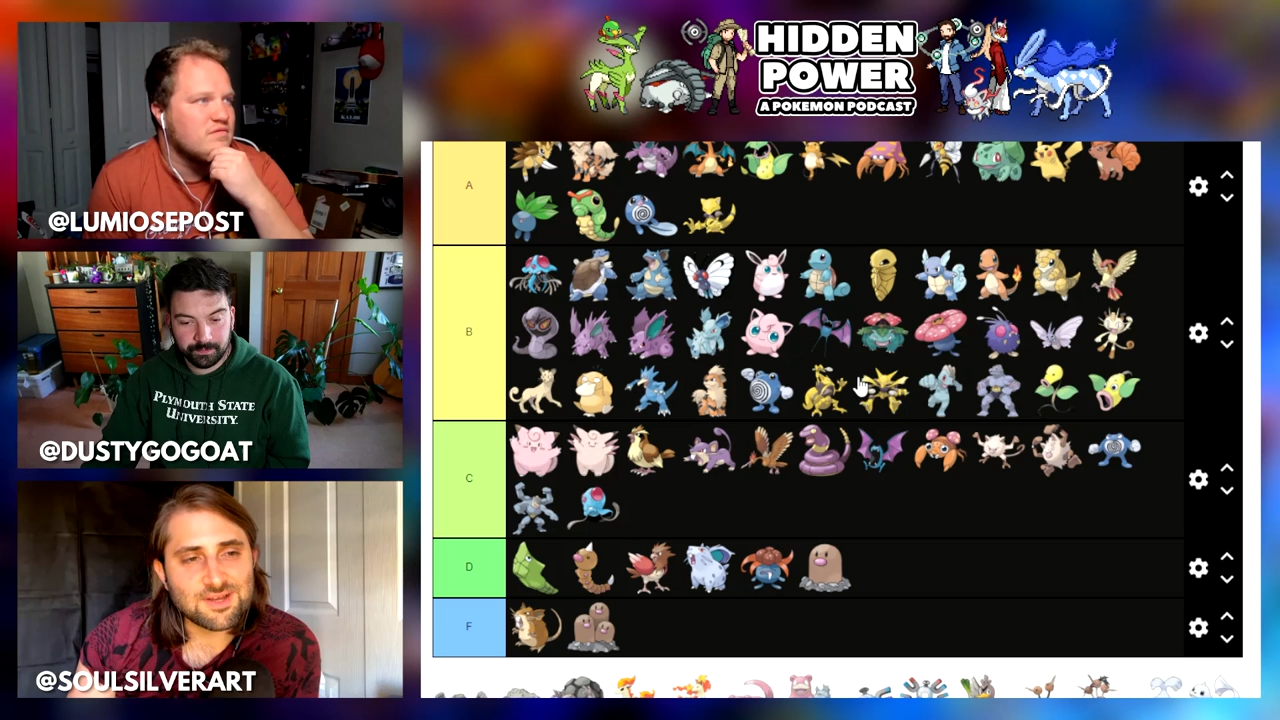 HIDDEN
POWER
A POKEMON PODCAST
@LUMIOSEPOST
PLYMOUTH STATE
UNIVERSITY.
@DUSTYGOGOAT
@SOULSILVERART
A
B
C
D
F